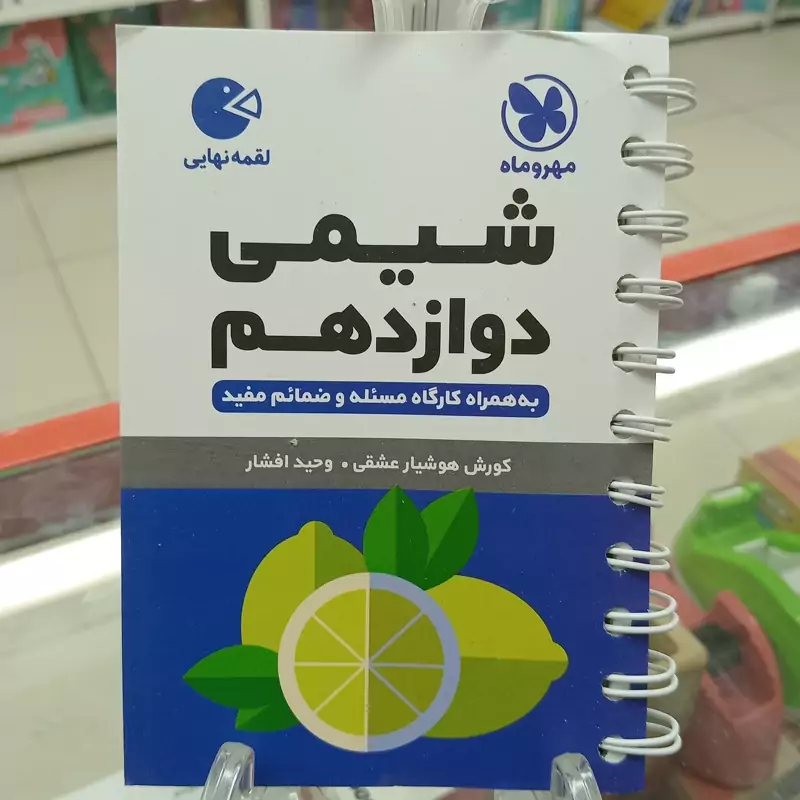 مهروماه
لقمه نهایی
شیمی
دوازدهم
به‌همراه کارگاه مسئله و ضمائم مفید
کورش هوشیار عشقی • وحید افشار